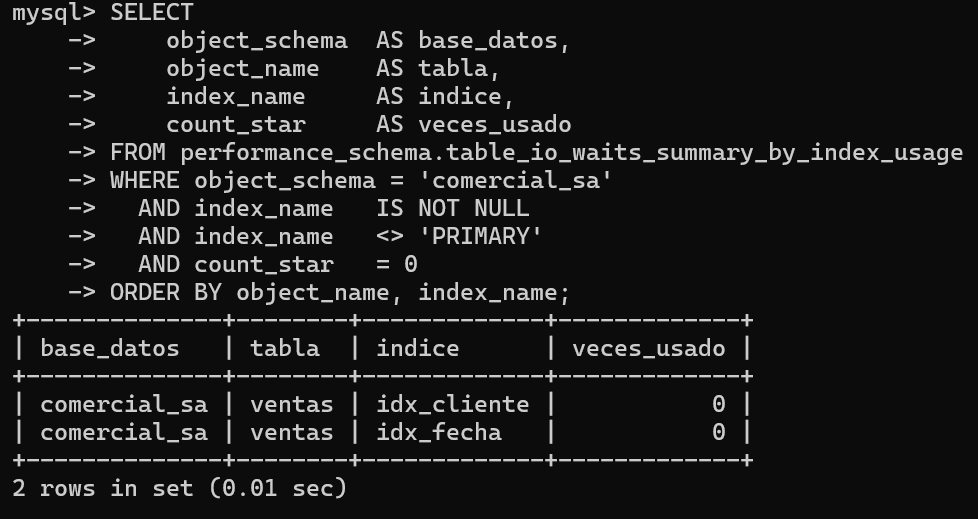 mysql> SELECT
    ->     object_schema  AS base_datos,
    ->     object_name    AS tabla,
    ->     index_name     AS indice,
    ->     count_star     AS veces_usado
    -> FROM performance_schema.table_io_waits_summary_by_index_usage
    -> WHERE object_schema = 'comercial_sa'
    ->   AND index_name   IS NOT NULL
    ->   AND index_name   <> 'PRIMARY'
    ->   AND count_star   = 0
    -> ORDER BY object_name, index_name;
+--------------+--------+-------------+-------------+
| base_datos   | tabla  | indice      | veces_usado |
+--------------+--------+-------------+-------------+
| comercial_sa | ventas | idx_cliente |           0 |
| comercial_sa | ventas | idx_fecha   |           0 |
+--------------+--------+-------------+-------------+
2 rows in set (0.01 sec)